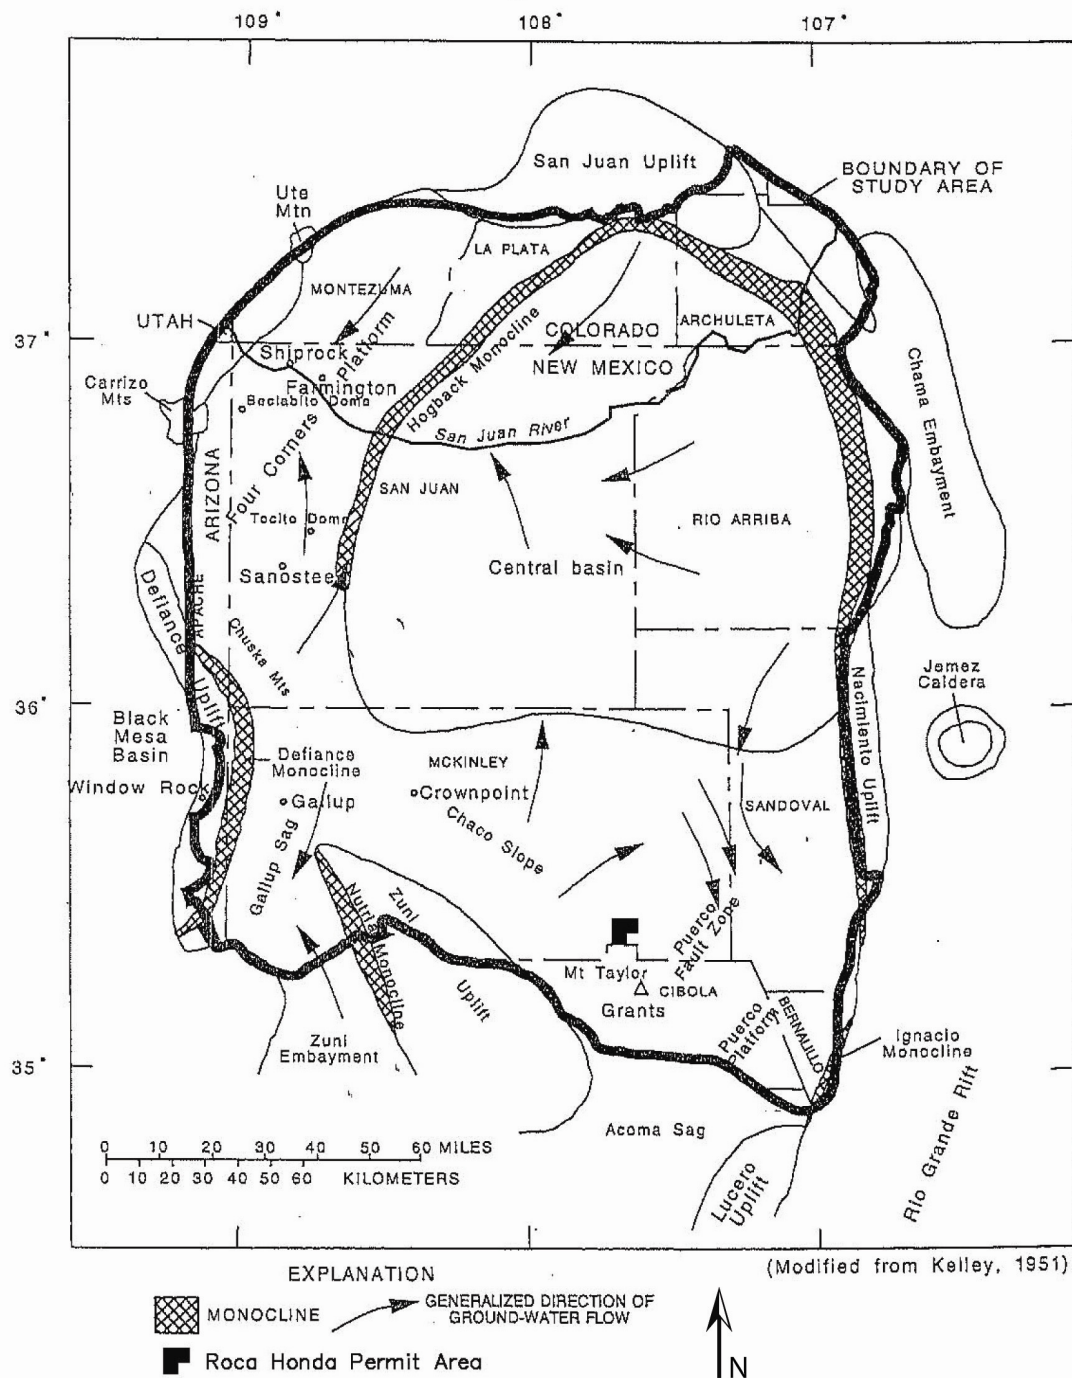 109°
108°
107°
San Juan Uplift
BOUNDARY OF
STUDY AREA
Ute
Mtn
LA PLATA
MONTEZUMA
UTAH
37°
COLORADO
ARCHULETA
NEW MEXICO
Shiprock
Farmington
Carrizo
Mts
Beclabito Dome
Four Corners Platform
Hogback Monocline
San Juan River
Chama Embayment
ARIZONA
SAN JUAN
RIO ARRIBA
Tocito Dome
Sanostee
Central basin
APACHE
Defiance
Uplift
Chuska Mts
Jemez
Caldera
36°
Nacimiento Uplift
Black
Mesa
Basin
Defiance
Monocline
MCKINLEY
Window Rock
Gallup
Crownpoint
SANDOVAL
Chaco Slope
Gallup Sag
Zuni
Uplift
Nutria Monocline
Puerco
Fault Zone
Mt Taylor
CIBOLA
Grants
BERNALILLO
Puerco
Platform
Zuni
Embayment
Ignacio
Monocline
35°
Acoma Sag
Rio Grande Rift
Lucero
Uplift
0 10 20 30 40 50 60 MILES
0 10 20 30 40 50 60 KILOMETERS
(Modified from Kelley, 1951)
EXPLANATION
MONOCLINE
GENERALIZED DIRECTION OF
GROUND-WATER FLOW
Roca Honda Permit Area
N